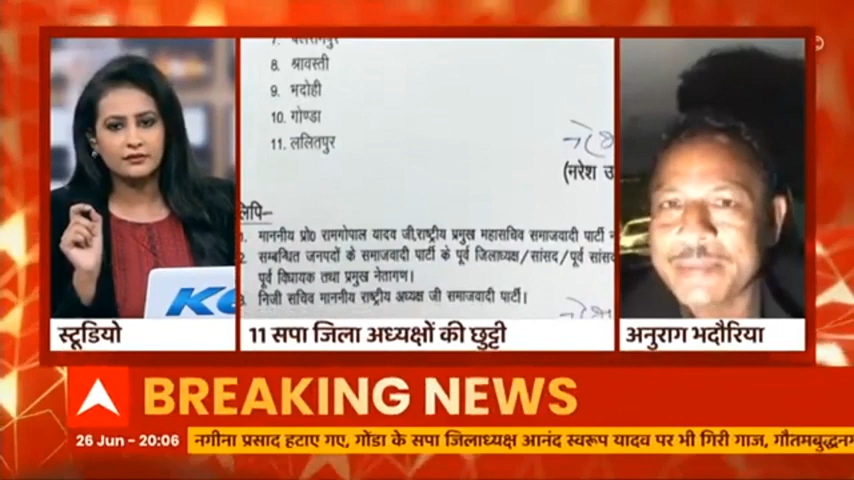 8. श्रावस्ती
9. भदोही
10. गोण्डा
11. ललितपुर
(नरेश उ
लिपि-
1. माननीय प्रो0 रामगोपाल यादव जी,राष्ट्रीय प्रमुख महासचिव समाजवादी पार्टी
2 सम्बन्धित जनपदों के समाजवादी पार्टी के पूर्व जिलाध्यक्ष/सांसद/पूर्व सांसद
पूर्व विधायक तथा प्रमुख नेतागण।
3 निजी सचिव माननीय राष्ट्रीय अध्यक्ष जी समाजवादी पार्टी।
स्टूडियो
11 सपा जिला अध्यक्षों की छुट्टी
अनुराग भदौरिया
BREAKING NEWS
26 Jun - 20:06
नगीना प्रसाद हटाए गए, गोंडा के सपा जिलाध्यक्ष आनंद स्वरूप यादव पर भी गिरी गाज, गौतमबुद्धनग